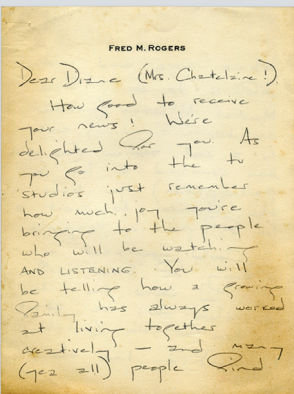 FRED M. ROGERS
Dear Diane (Mrs. Chatelaine!).
How good to receive
your news! We're
delighted for you. As
you go into the tv
studios just remember
how much joy you're
bringing to the people
who will be watching
AND LISTENING. You will
be telling how a growing
family has always worked
at living together
creatively – and many
(yea all) people find